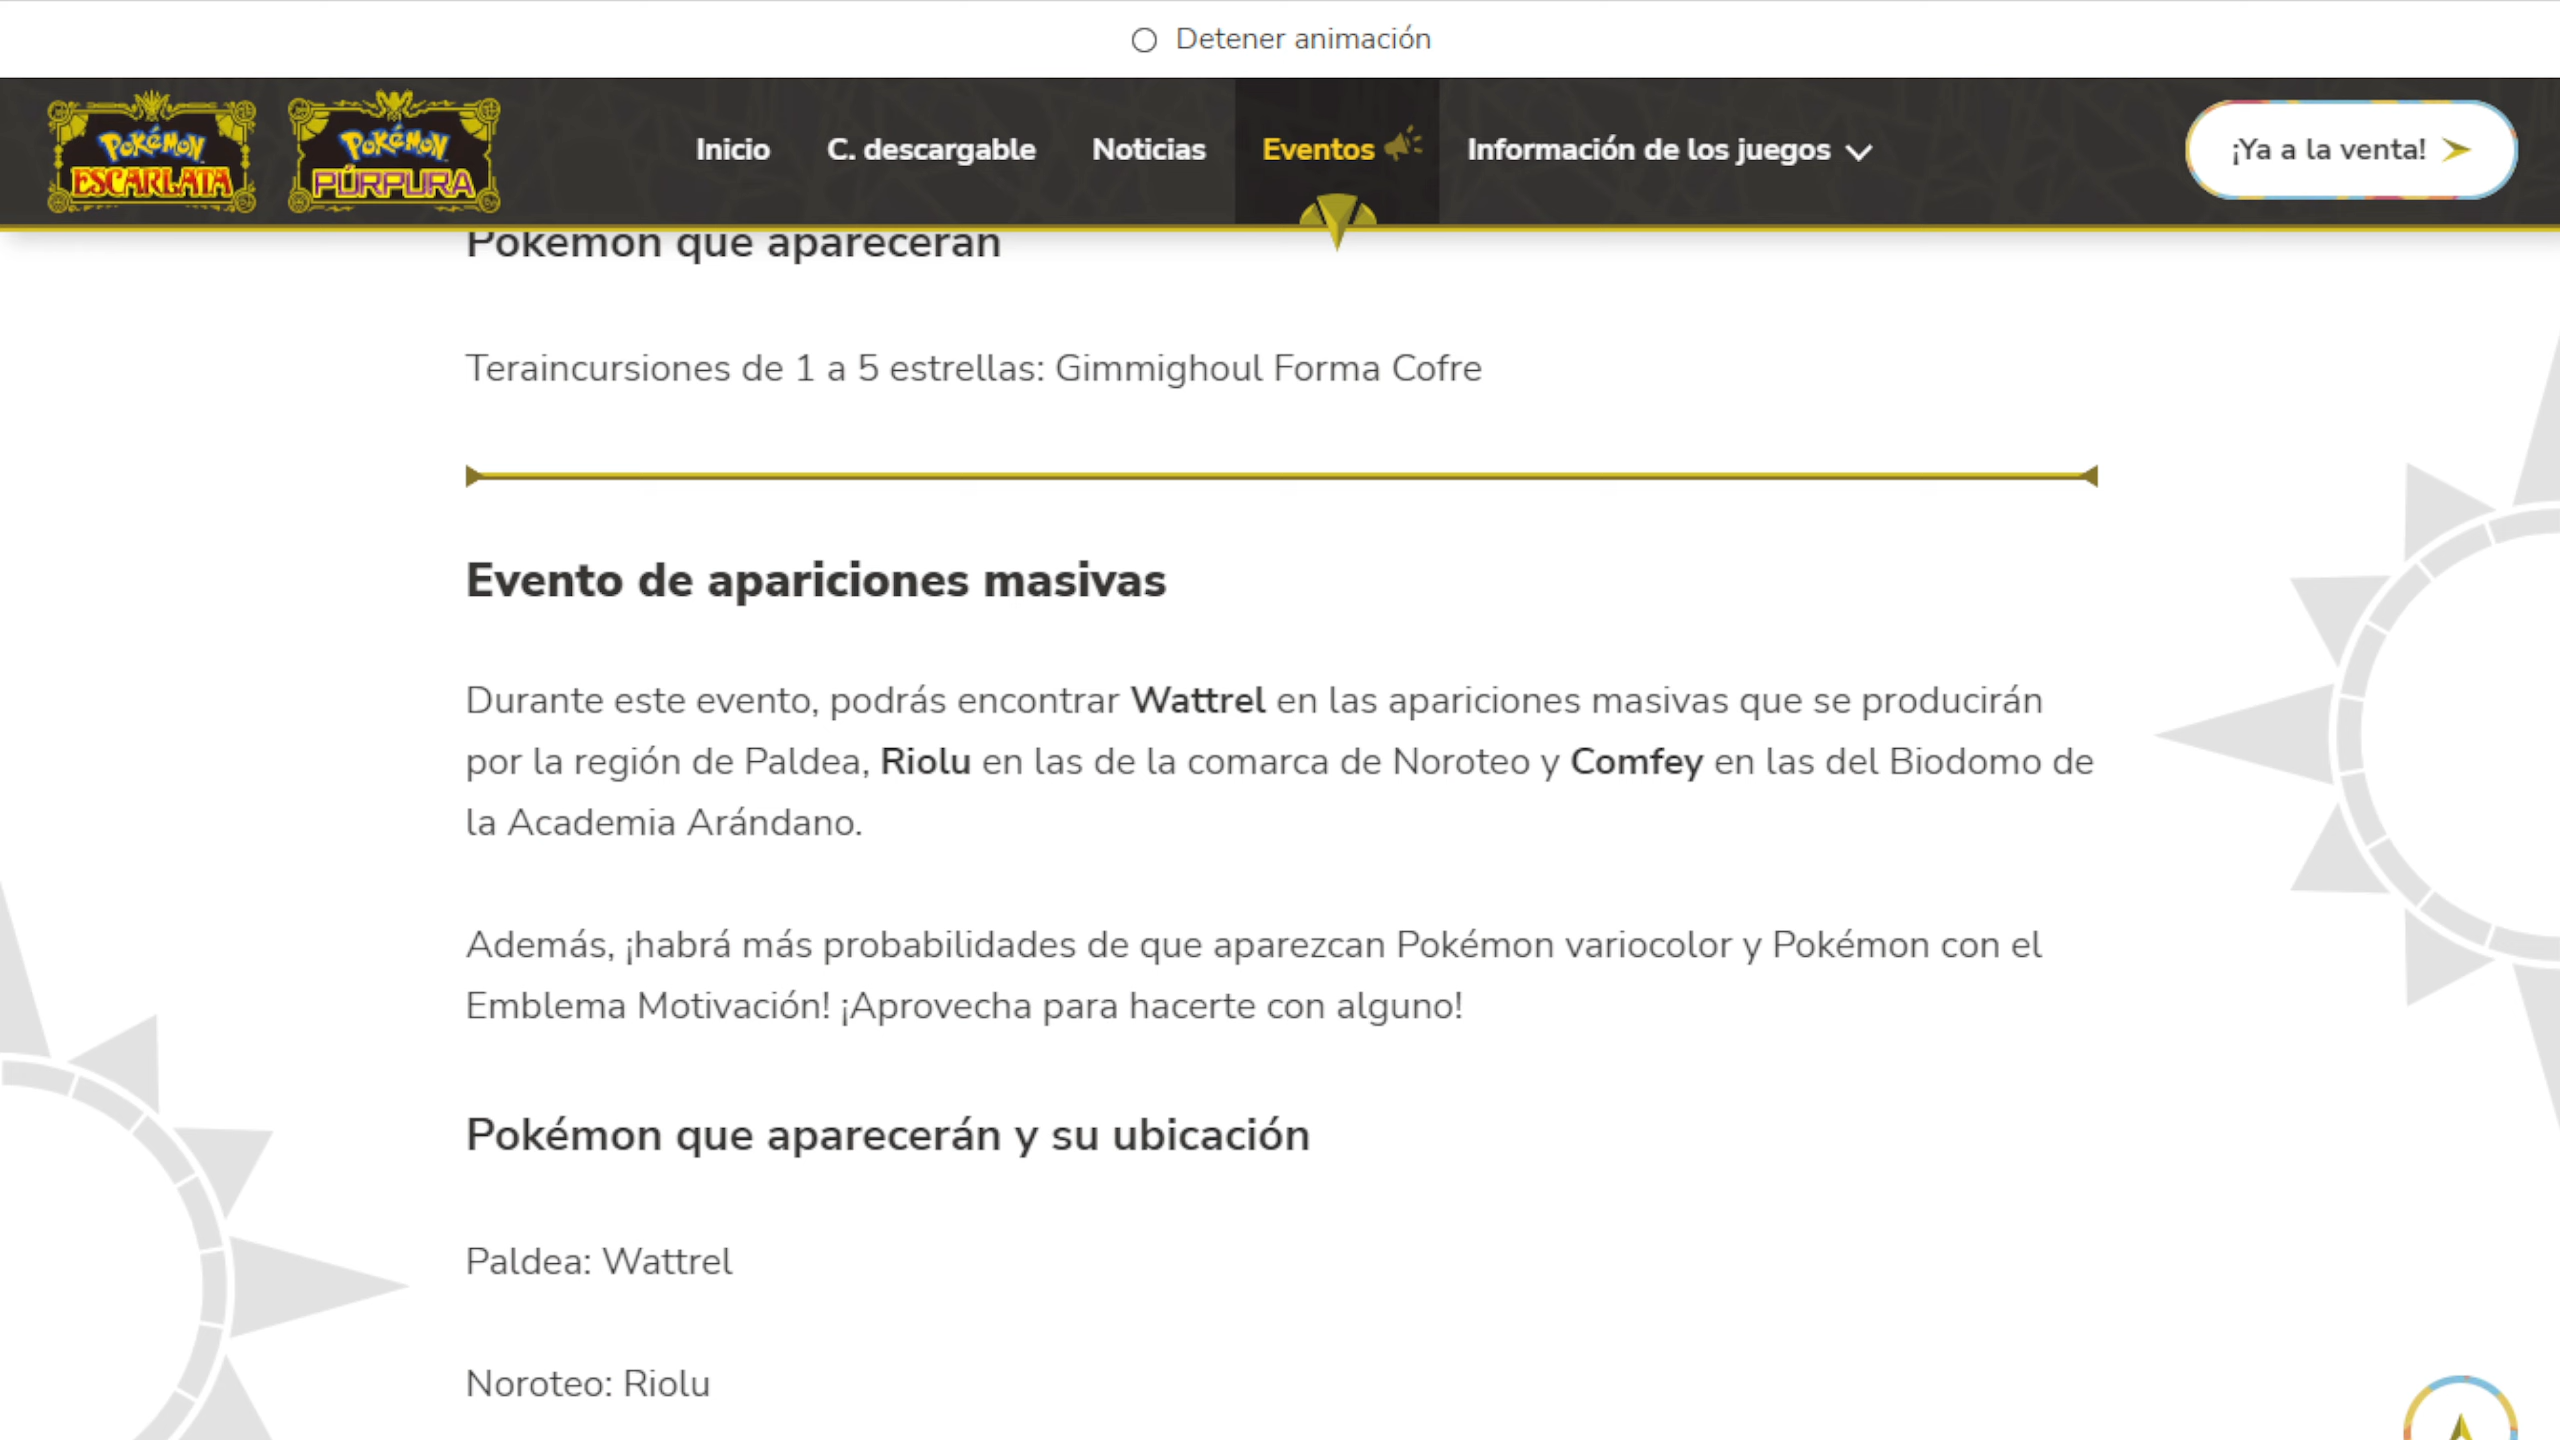 Detener animación
Pokémon
ESCARLATA
Pokémon
PÚRPURA
Inicio
C. descargable
Noticias
Eventos
Información de los juegos
¡Ya a la venta!
Pokémon que aparecerán
Teraincursiones de 1 a 5 estrellas: Gimmighoul Forma Cofre
Evento de apariciones masivas
Durante este evento, podrás encontrar Wattrel en las apariciones masivas que se producirán
por la región de Paldea, Riolu en las de la comarca de Noroteo y Comfey en las del Biodomo de
la Academia Arándano.
Además, ¡habrá más probabilidades de que aparezcan Pokémon variocolor y Pokémon con el
Emblema Motivación! ¡Aprovecha para hacerte con alguno!
Pokémon que aparecerán y su ubicación
Paldea: Wattrel
Noroteo: Riolu